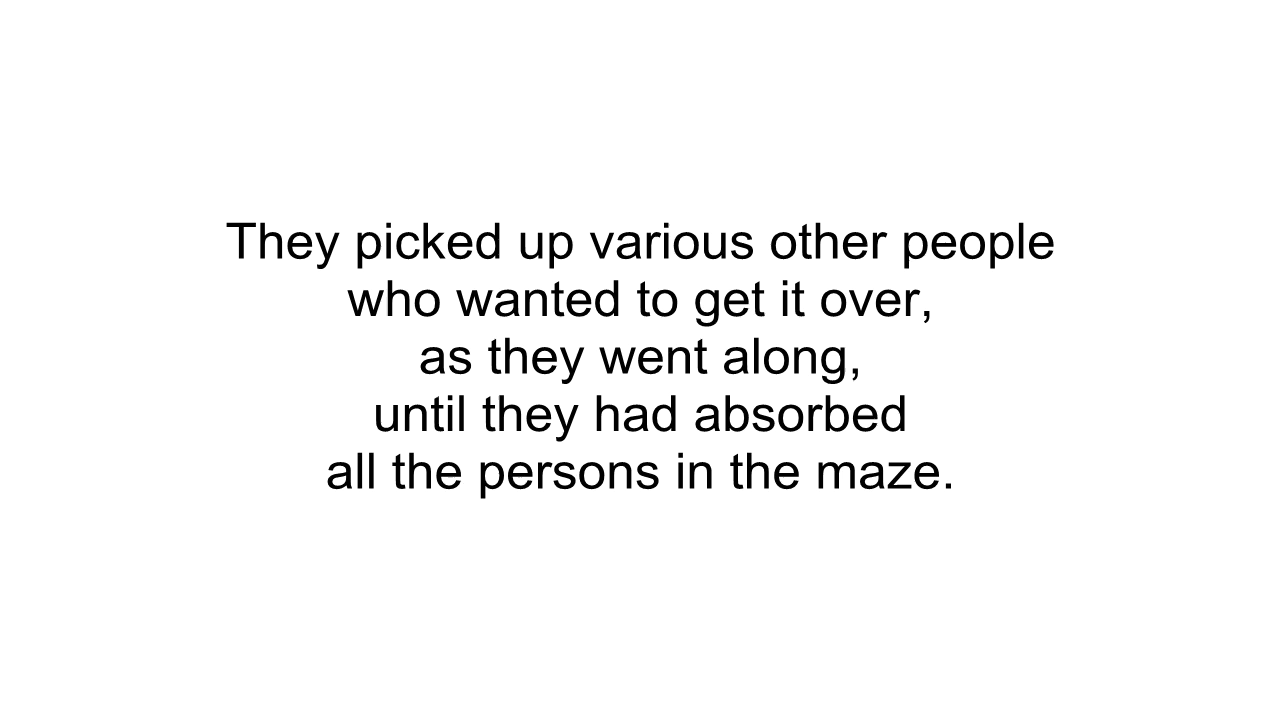 They picked up various other people
who wanted to get it over,
as they went along,
until they had absorbed
all the persons in the maze.